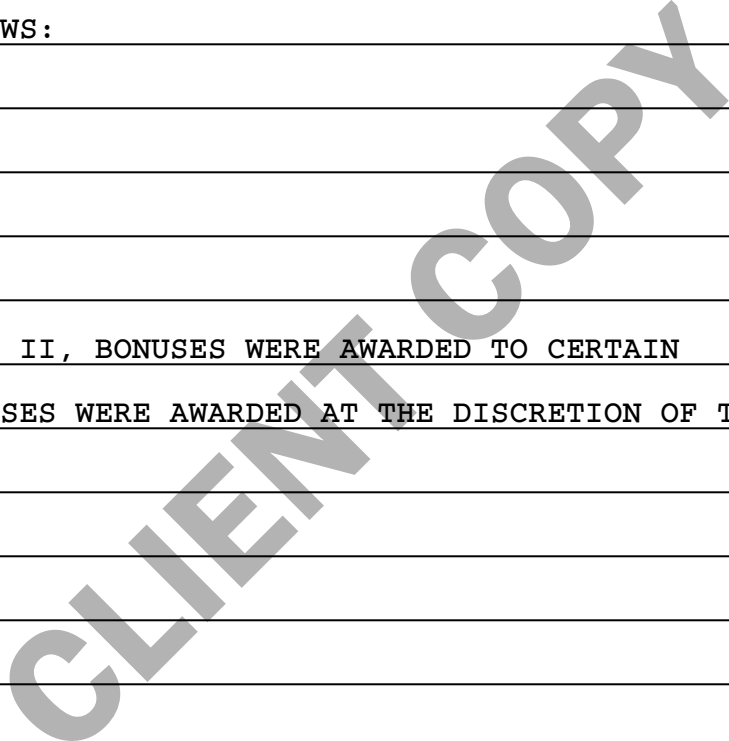 WS:
II, BONUSES WERE AWARDED TO CERTAIN
SES WERE AWARDED AT THE DISCRETION OF T
CLIENT COPY